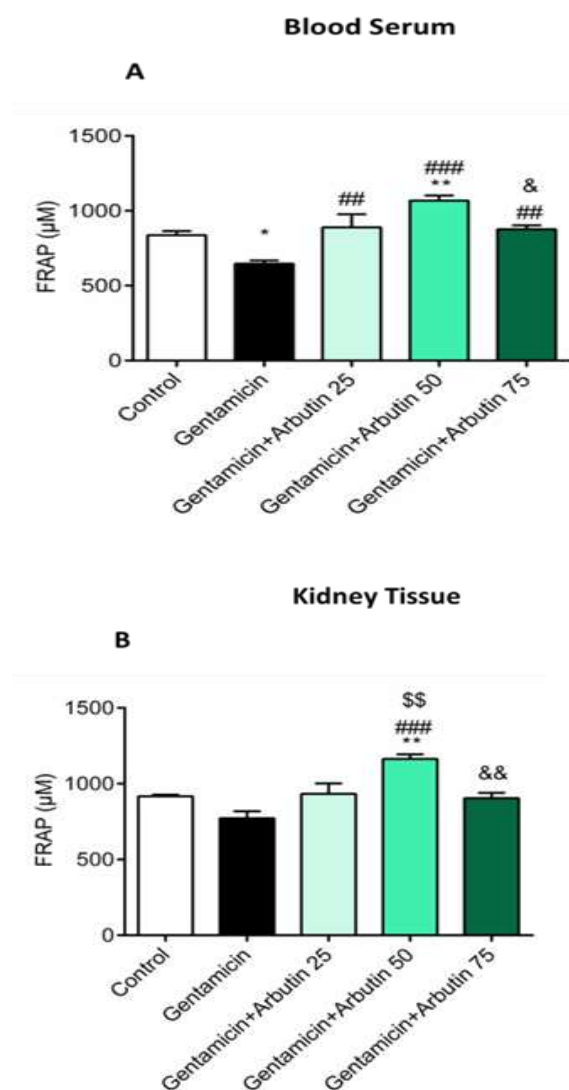 Blood Serum
A
FRAP (µM)
1500
1000
500
0
*
##
###
**
&
##
Control
Gentamicin
Gentamicin+Arbutin 25
Gentamicin+Arbutin 50
Gentamicin+Arbutin 75
Kidney Tissue
B
FRAP (µM)
1500
1000
500
0
$$
###
**
&&
Control
Gentamicin
Gentamicin+Arbutin 25
Gentamicin+Arbutin 50
Gentamicin+Arbutin 75